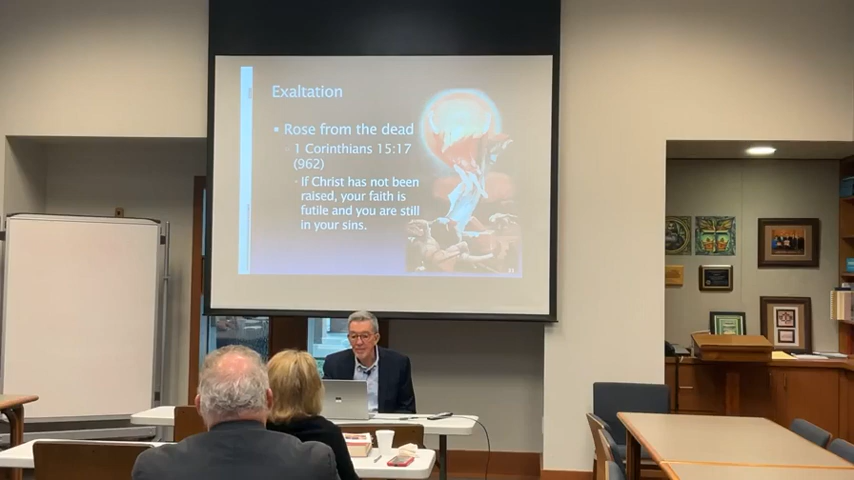 Exaltation
▪ Rose from the dead
- 1 Corinthians 15:17
(962)
- If Christ has not been
raised, your faith is
futile and you are still
in your sins.